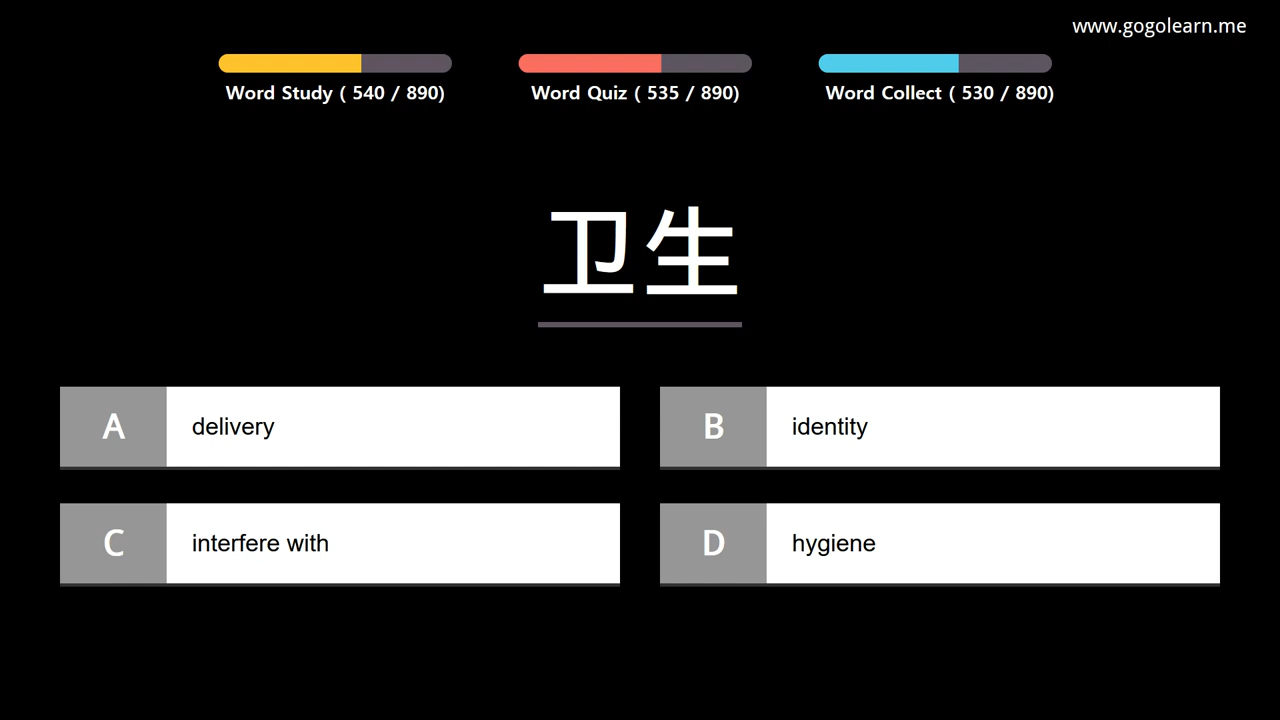 www.gogolearn.me
Word Study ( 540 / 890)
Word Quiz ( 535 / 890)
Word Collect ( 530 / 890)
卫生
A delivery
B identity
C interfere with
D hygiene